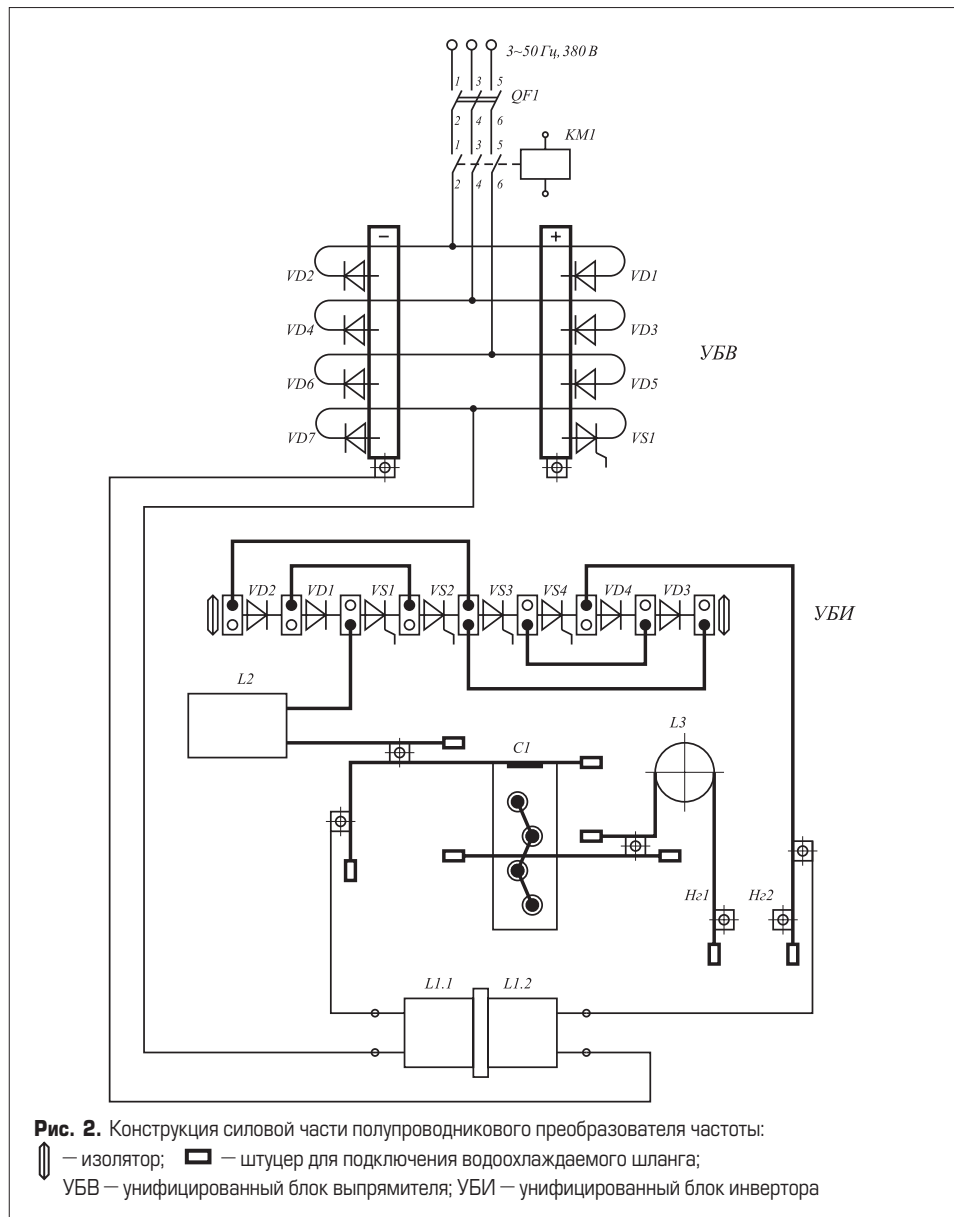 3~50 Гц, 380 В
1 3 5
QF1
2 4 6
KM1
1 3 5
2 4 6
− +
VD2 VD1
VD4 VD3
УБВ
VD6 VD5
VD7 VS1
VD2 VD1 VS1 VS2 VS3 VS4 VD4 VD3
УБИ
L2
L3
C1
Нг1 Нг2
L1.1 L1.2
Рис. 2. Конструкция силовой части полупроводникового преобразователя частоты:
— изолятор; — штуцер для подключения водоохлаждаемого шланга;
УБВ — унифицированный блок выпрямителя; УБИ — унифицированный блок инвертора